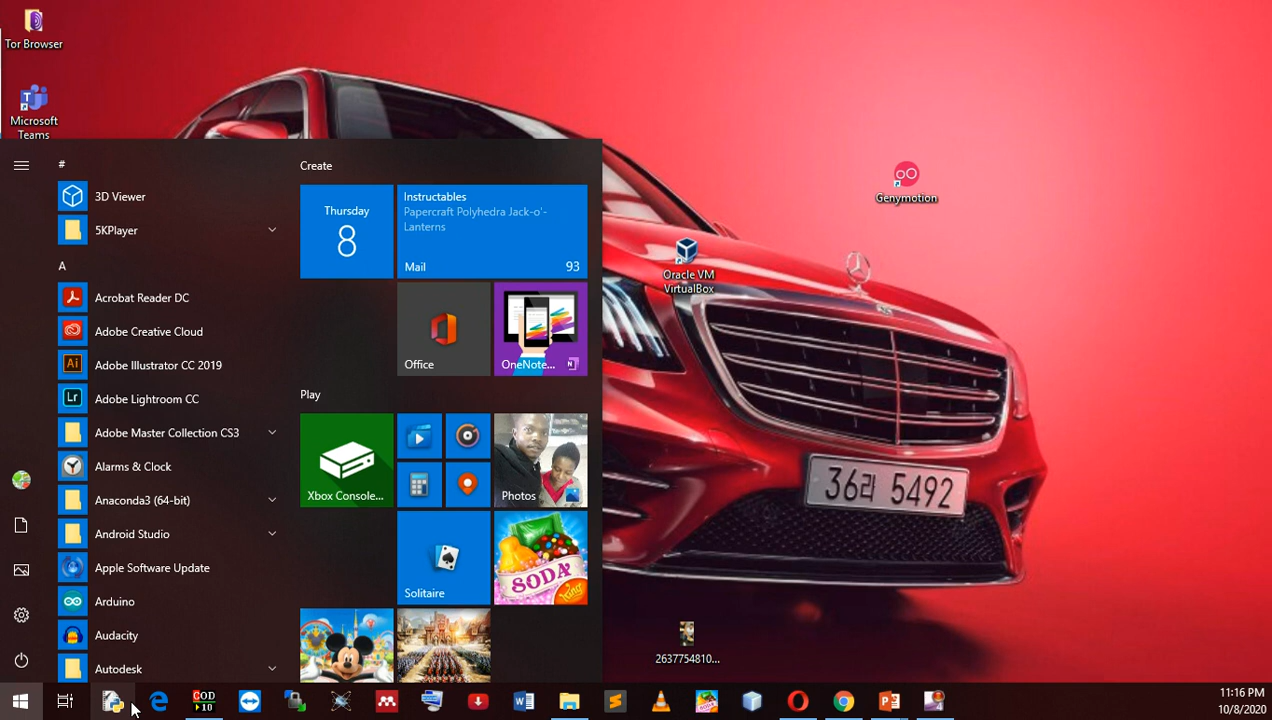 Tor Browser
Microsoft
Teams
#
3D Viewer
5KPlayer
A
Acrobat Reader DC
Adobe Creative Cloud
Adobe Illustrator CC 2019
Adobe Lightroom CC
Adobe Master Collection CS3
Alarms & Clock
Anaconda3 (64-bit)
Android Studio
Apple Software Update
Arduino
Audacity
Autodesk
Create
Thursday
8
Instructables
Papercraft Polyhedra Jack-o'-
Lanterns
Mail 93
Office
OneNote...
Play
Xbox Console...
Photos
Solitaire
SODA
King
Genymotion
Oracle VM
VirtualBox
36러 5492
2637754810...
COD
10
11:16 PM
10/8/2020